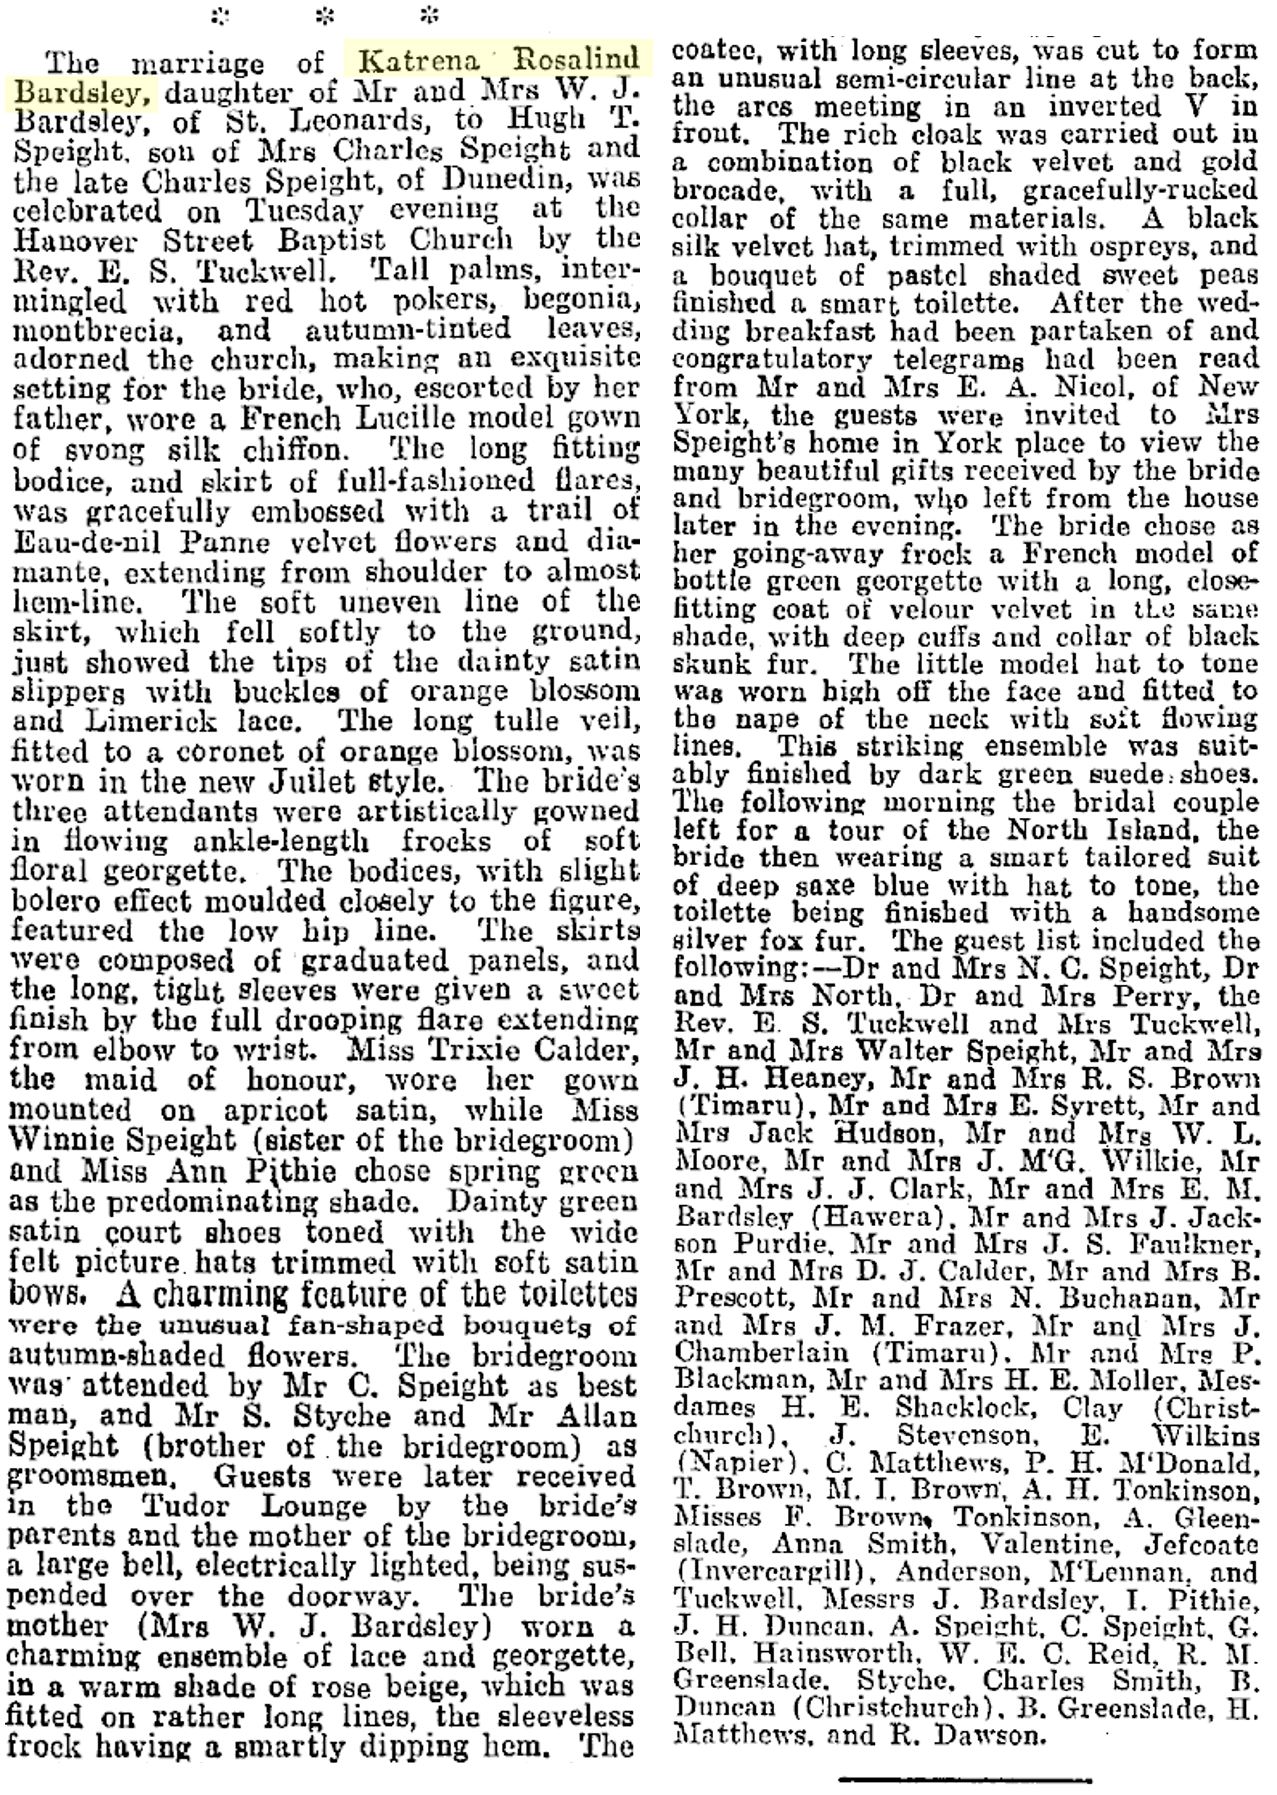 The marriage of Katrena Rosalind
Bardsley, daughter of Mr and Mrs W. J.
Bardsley, of St. Leonards, to Hugh T.
Speight, son of Mrs Charles Speight and
the late Charles Speight, of Dunedin, was
celebrated on Tuesday evening at the
Hanover Street Baptist Church by the
Rev. E. S. Tuckwell. Tall palms, inter-
mingled with red hot pokers, begonia,
montbrecia, and autumn-tinted leaves,
adorned the church, making an exquisite
setting for the bride, who, escorted by her
father, wore a French Lucille model gown
of svong silk chiffon. The long fitting
bodice, and skirt of full-fashioned flares,
was gracefully embossed with a trail of
Eau-de-nil Panne velvet flowers and dia-
mante, extending from shoulder to almost
hem-line. The soft uneven line of the
skirt, which fell softly to the ground,
just showed the tips of the dainty satin
slippers with buckles of orange blossom
and Limerick lace. The long tulle veil,
fitted to a coronet of orange blossom, was
worn in the new Juilet style. The bride's
three attendants were artistically gowned
in flowing ankle-length frocks of soft
floral georgette. The bodices, with slight
bolero effect moulded closely to the figure,
featured the low hip line. The skirts
were composed of graduated panels, and
the long, tight sleeves were given a sweet
finish by the full drooping flare extending
from elbow to wrist. Miss Trixie Calder,
the maid of honour, wore her gown
mounted on apricot satin, while Miss
Winnie Speight (sister of the bridegroom)
and Miss Ann Pithie chose spring green
as the predominating shade. Dainty green
satin court shoes toned with the wide
felt picture hats trimmed with soft satin
bows. A charming feature of the toilettes
were the unusual fan-shaped bouquets of
autumn-shaded flowers. The bridegroom
was attended by Mr C. Speight as best
man, and Mr S. Styche and Mr Allan
Speight (brother of the bridegroom) as
groomsmen. Guests were later received
in the Tudor Lounge by the bride's
parents and the mother of the bridegroom,
a large bell, electrically lighted, being sus-
pended over the doorway. The bride's
mother (Mrs W. J. Bardsley) worn a
charming ensemble of lace and georgette,
in a warm shade of rose beige, which was
fitted on rather long lines, the sleeveless
frock having a smartly dipping hem. The
coatee, with long sleeves, was cut to form
an unusual semi-circular line at the back,
the arcs meeting in an inverted V in
front. The rich cloak was carried out in
a combination of black velvet and gold
brocade, with a full, gracefully-rucked
collar of the same materials. A black
silk velvet hat, trimmed with ospreys, and
a bouquet of pastel shaded sweet peas
finished a smart toilette. After the wed-
ding breakfast had been partaken of and
congratulatory telegrams had been read
from Mr and Mrs E. A. Nicol, of New
York, the guests were invited to Mrs
Speight's home in York place to view the
many beautiful gifts received by the bride
and bridegroom, who left from the house
later in the evening. The bride chose as
her going-away frock a French model of
bottle green georgette with a long, close-
fitting coat of velour velvet in the same
shade, with deep cuffs and collar of black
skunk fur. The little model hat to tone
was worn high off the face and fitted to
the nape of the neck with soft flowing
lines. This striking ensemble was suit-
ably finished by dark green suede shoes.
The following morning the bridal couple
left for a tour of the North Island, the
bride then wearing a smart tailored suit
of deep saxe blue with hat to tone, the
toilette being finished with a handsome
silver fox fur. The guest list included the
following:—Dr and Mrs N. C. Speight, Dr
and Mrs North, Dr and Mrs Perry, the
Rev. E. S. Tuckwell and Mrs Tuckwell,
Mr and Mrs Walter Speight, Mr and Mrs
J. H. Heaney, Mr and Mrs R. S. Brown
(Timaru), Mr and Mrs E. Syrett, Mr and
Mrs Jack Hudson, Mr and Mrs W. L.
Moore, Mr and Mrs J. M'G. Wilkie, Mr
and Mrs J. J. Clark, Mr and Mrs E. M.
Bardsley (Hawera), Mr and Mrs J. Jack-
son Purdie, Mr and Mrs J. S. Faulkner,
Mr and Mrs D. J. Calder, Mr and Mrs B.
Prescott, Mr and Mrs N. Buchanan, Mr
and Mrs J. M. Frazer, Mr and Mrs J.
Chamberlain (Timaru), Mr and Mrs P.
Blackman, Mr and Mrs H. E. Moller, Mes-
dames H. E. Shacklock, Clay (Christ-
church), J. Stevenson, E. Wilkins
(Napier), C. Matthews, P. H. M'Donald,
T. Brown, M. I. Brown, A. H. Tonkinson,
Misses F. Brown, Tonkinson, A. Gleen-
slade, Anna Smith, Valentine, Jefcoate
(Invercargill), Anderson, M'Lennan, and
Tuckwell, Messrs J. Bardsley, I. Pithie,
J. H. Duncan, A. Speight, C. Speight, G.
Bell, Hainsworth, W. E. C. Reid, R. M.
Greenslade, Styche, Charles Smith, B.
Duncan (Christchurch), B. Greenslade, H.
Matthews, and R. Dawson.